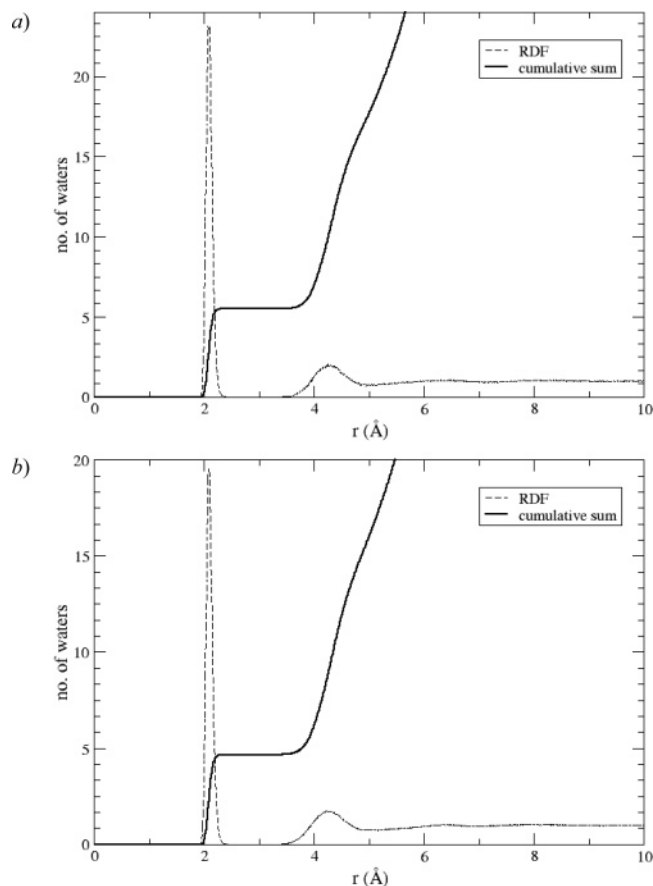 a)
RDF
cumulative sum
no. of waters
20
15
10
5
0
0 2 4 6 8 10
r (Å)
b)
20
RDF
cumulative sum
no. of waters
15
10
5
0
0 2 4 6 8 10
r (Å)